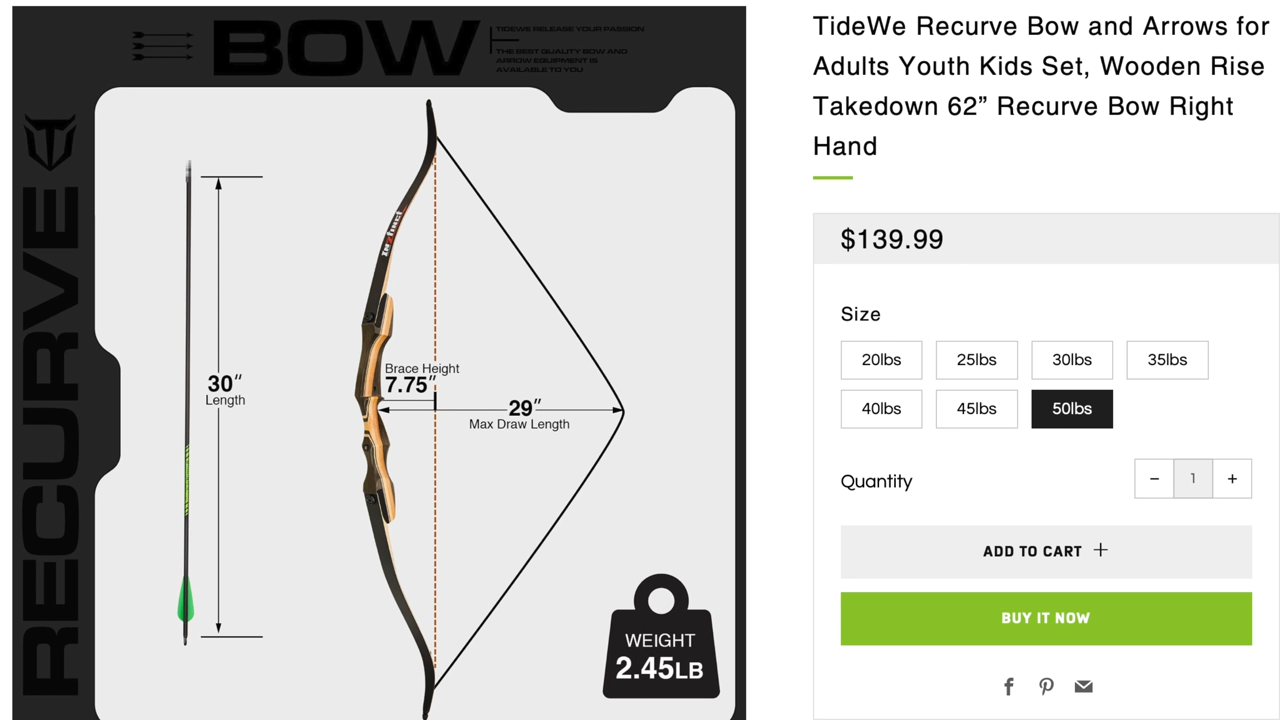 BOW
TIDEWE RELEASE YOUR PASSION
THE BEST QUALITY BOW AND
ARROW EQUIPMENT IS
AVAILABLE TO YOU
RECURVE
30”
Length
Instinct
Brace Height
7.75”
29”
Max Draw Length
WEIGHT
2.45LB
TideWe Recurve Bow and Arrows for
Adults Youth Kids Set, Wooden Rise
Takedown 62” Recurve Bow Right
Hand
$139.99
Size
20lbs 25lbs 30lbs 35lbs
40lbs 45lbs 50lbs
Quantity
− 1 +
ADD TO CART +
BUY IT NOW